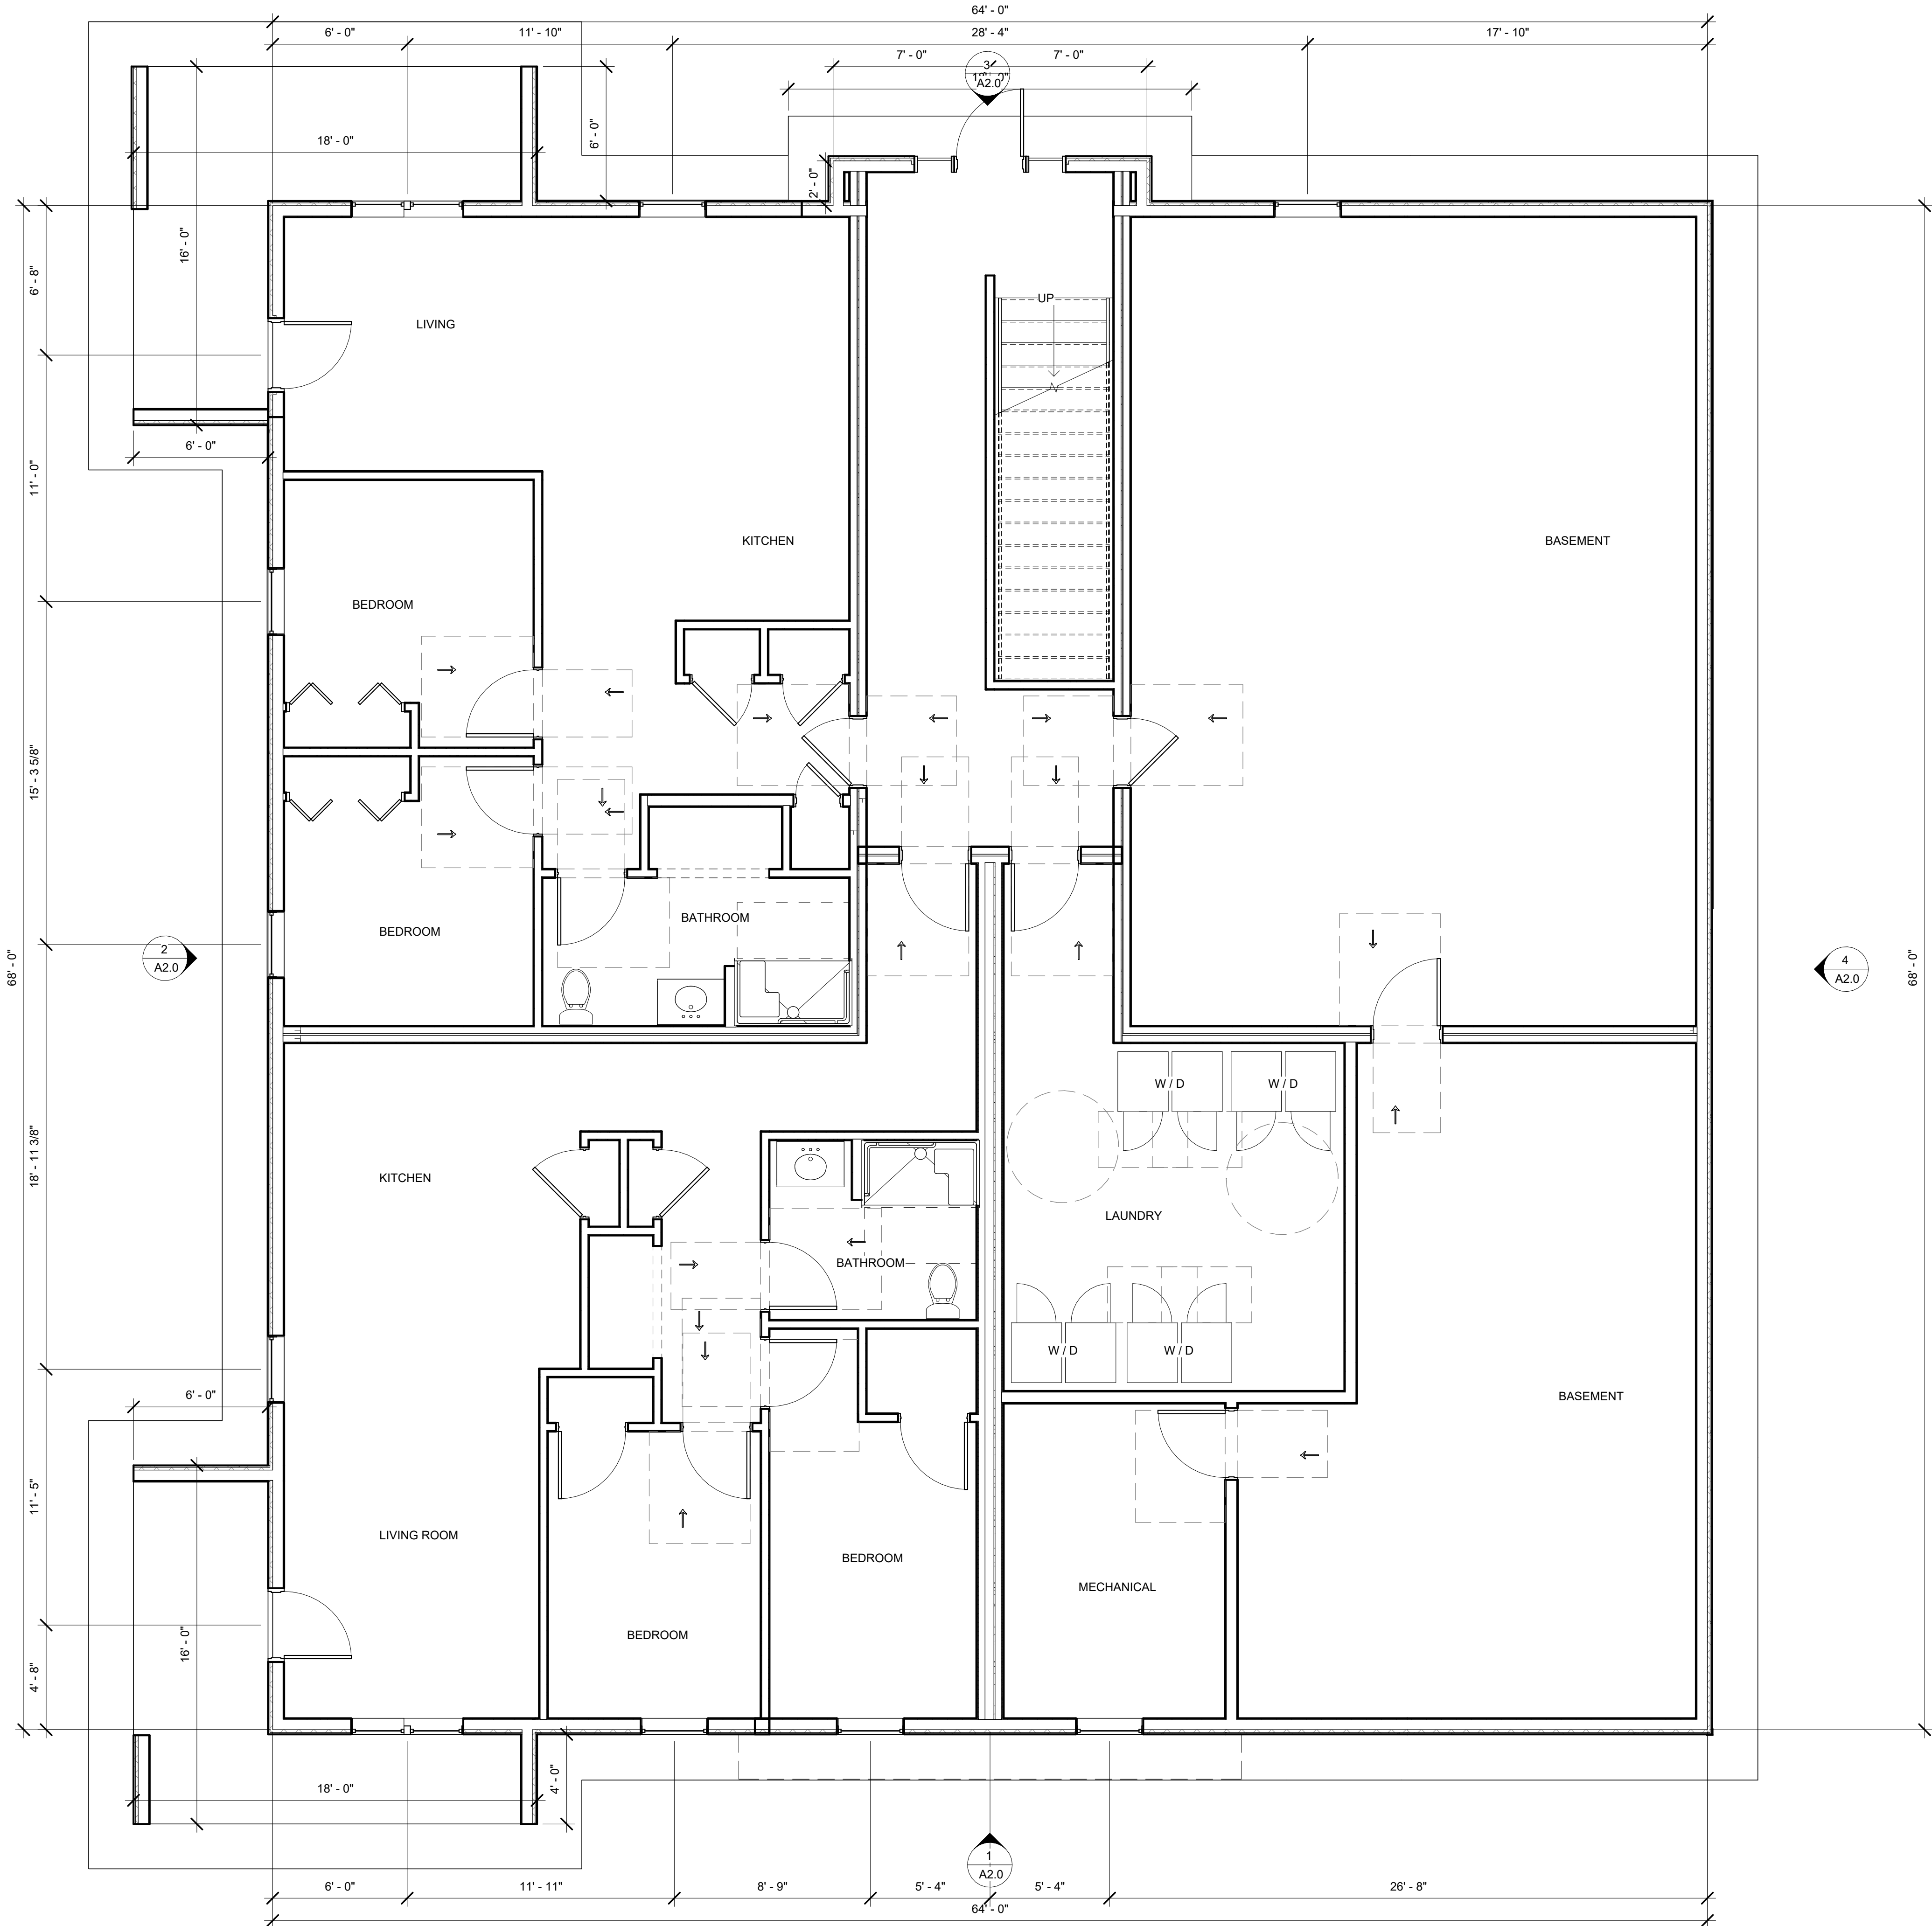 64' - 0"
6' - 0"
11' - 10"
28' - 4"
17' - 10"
7' - 0"
7' - 0"
3
A2.0
18' - 0"
6' - 0"
2' - 0"
16' - 0"
6' - 8"
UP
LIVING
6' - 0"
11' - 0"
KITCHEN
BASEMENT
BEDROOM
15' - 3 5/8"
BATHROOM
BEDROOM
2
A2.0
68' - 0"
4
A2.0
68' - 0"
W / D
W / D
18' - 11 3/8"
KITCHEN
LAUNDRY
BATHROOM
W / D
W / D
6' - 0"
BASEMENT
11' - 5"
LIVING ROOM
BEDROOM
MECHANICAL
BEDROOM
16' - 0"
4' - 8"
18' - 0"
4' - 0"
1
A2.0
6' - 0"
11' - 11"
8' - 9"
5' - 4"
5' - 4"
26' - 8"
64' - 0"